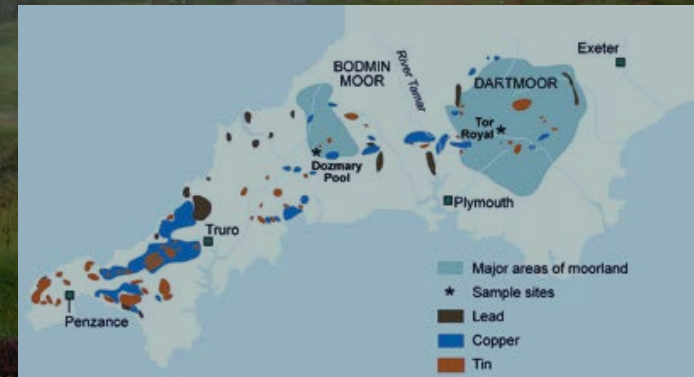 Exeter
BODMIN
MOOR
River Tamar
DARTMOOR
Tor
Royal
Dozmary
Pool
Plymouth
Truro
Penzance
Major areas of moorland
Sample sites
Lead
Copper
Tin